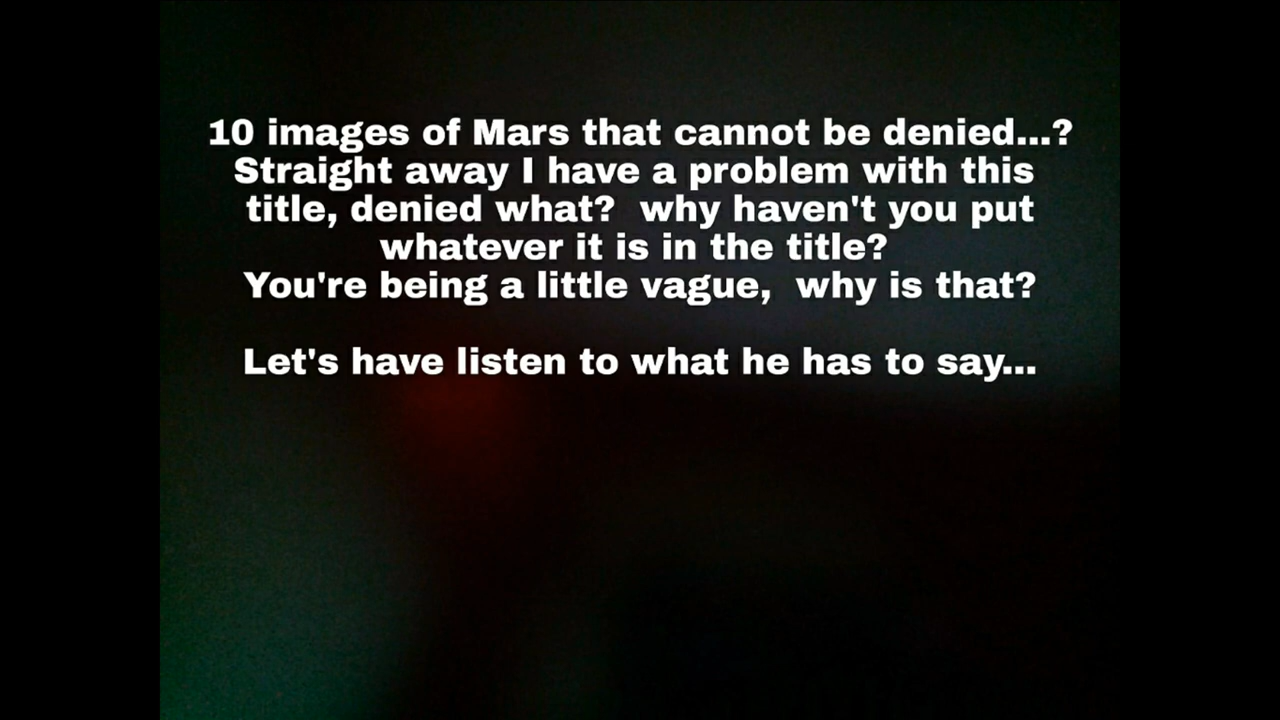 10 images of Mars that cannot be denied...?
Straight away I have a problem with this
title, denied what?  why haven't you put
whatever it is in the title?
You're being a little vague,  why is that?
Let's have listen to what he has to say...